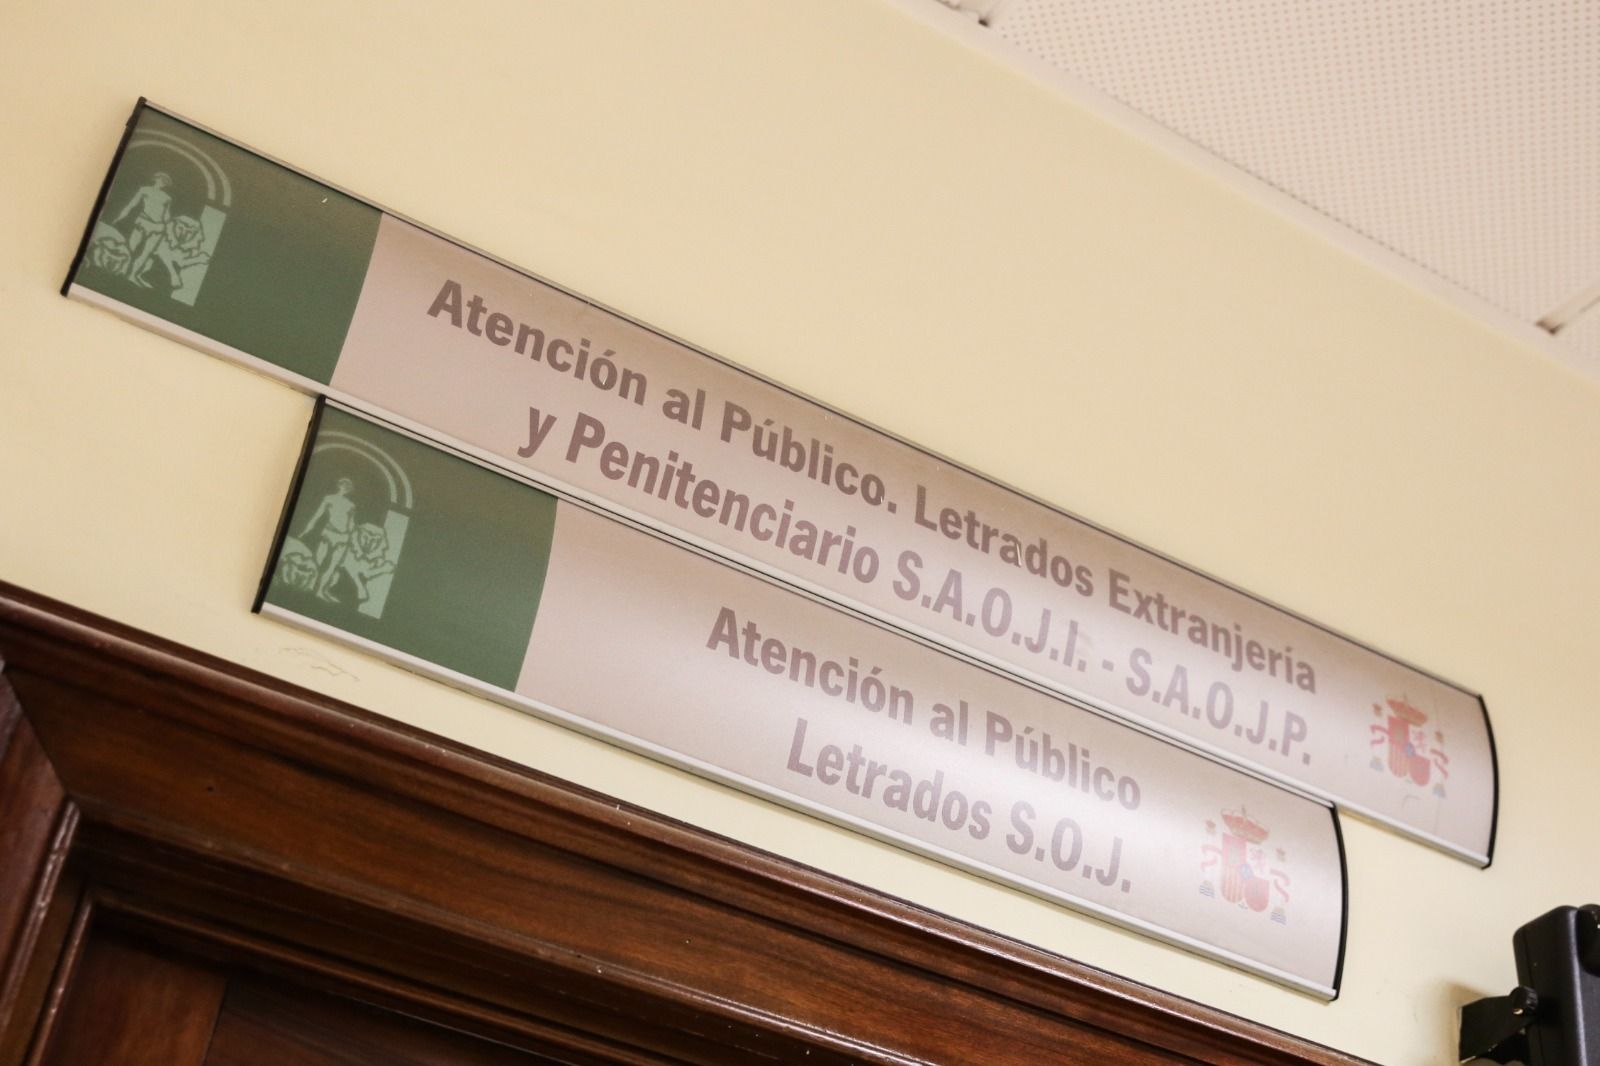 Atención al Público. Letrados Extranjería
y Penitenciario S.A.O.J.I. - S.A.O.J.P.
Atención al Público
Letrados S.O.J.